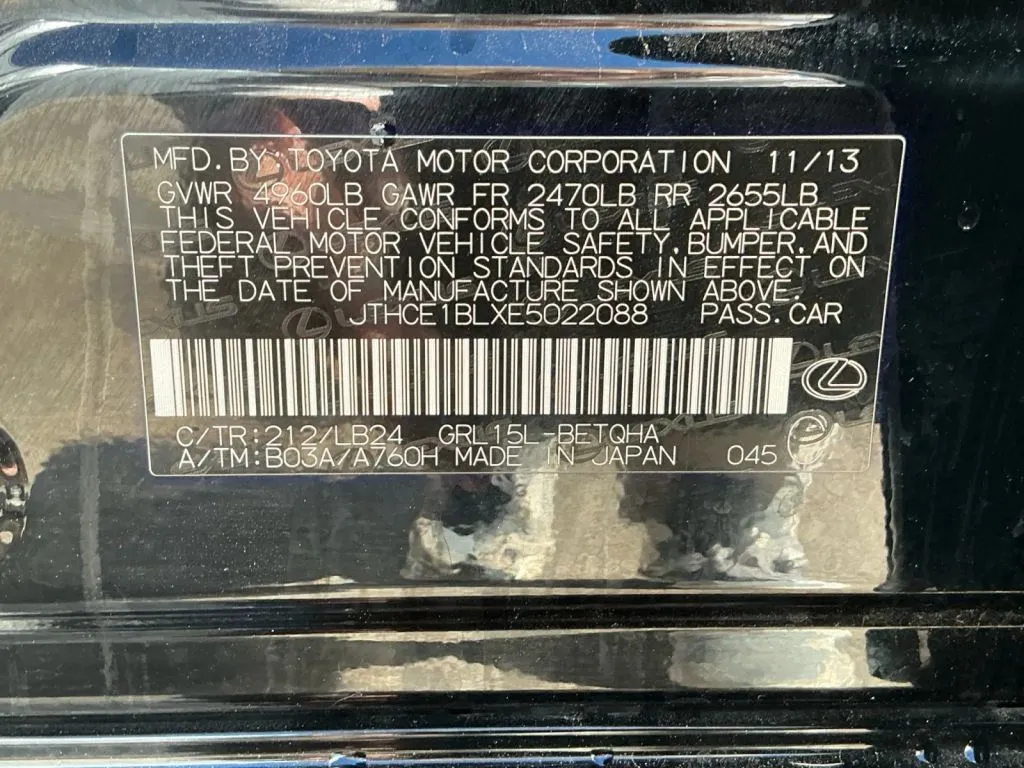 MFD. BY: TOYOTA MOTOR CORPORATION 11/13
GVWR 4960LB GAWR FR 2470LB RR 2655LB
THIS VEHICLE CONFORMS TO ALL APPLICABLE
FEDERAL MOTOR VEHICLE SAFETY, BUMPER, AND
THEFT PREVENTION STANDARDS IN EFFECT ON
THE DATE OF MANUFACTURE SHOWN ABOVE.
JTHCE1BLXE5022088 PASS. CAR
C/TR: 212/LB24 GRL15L-BETQHA
A/TM: B03A/A760H MADE IN JAPAN 045